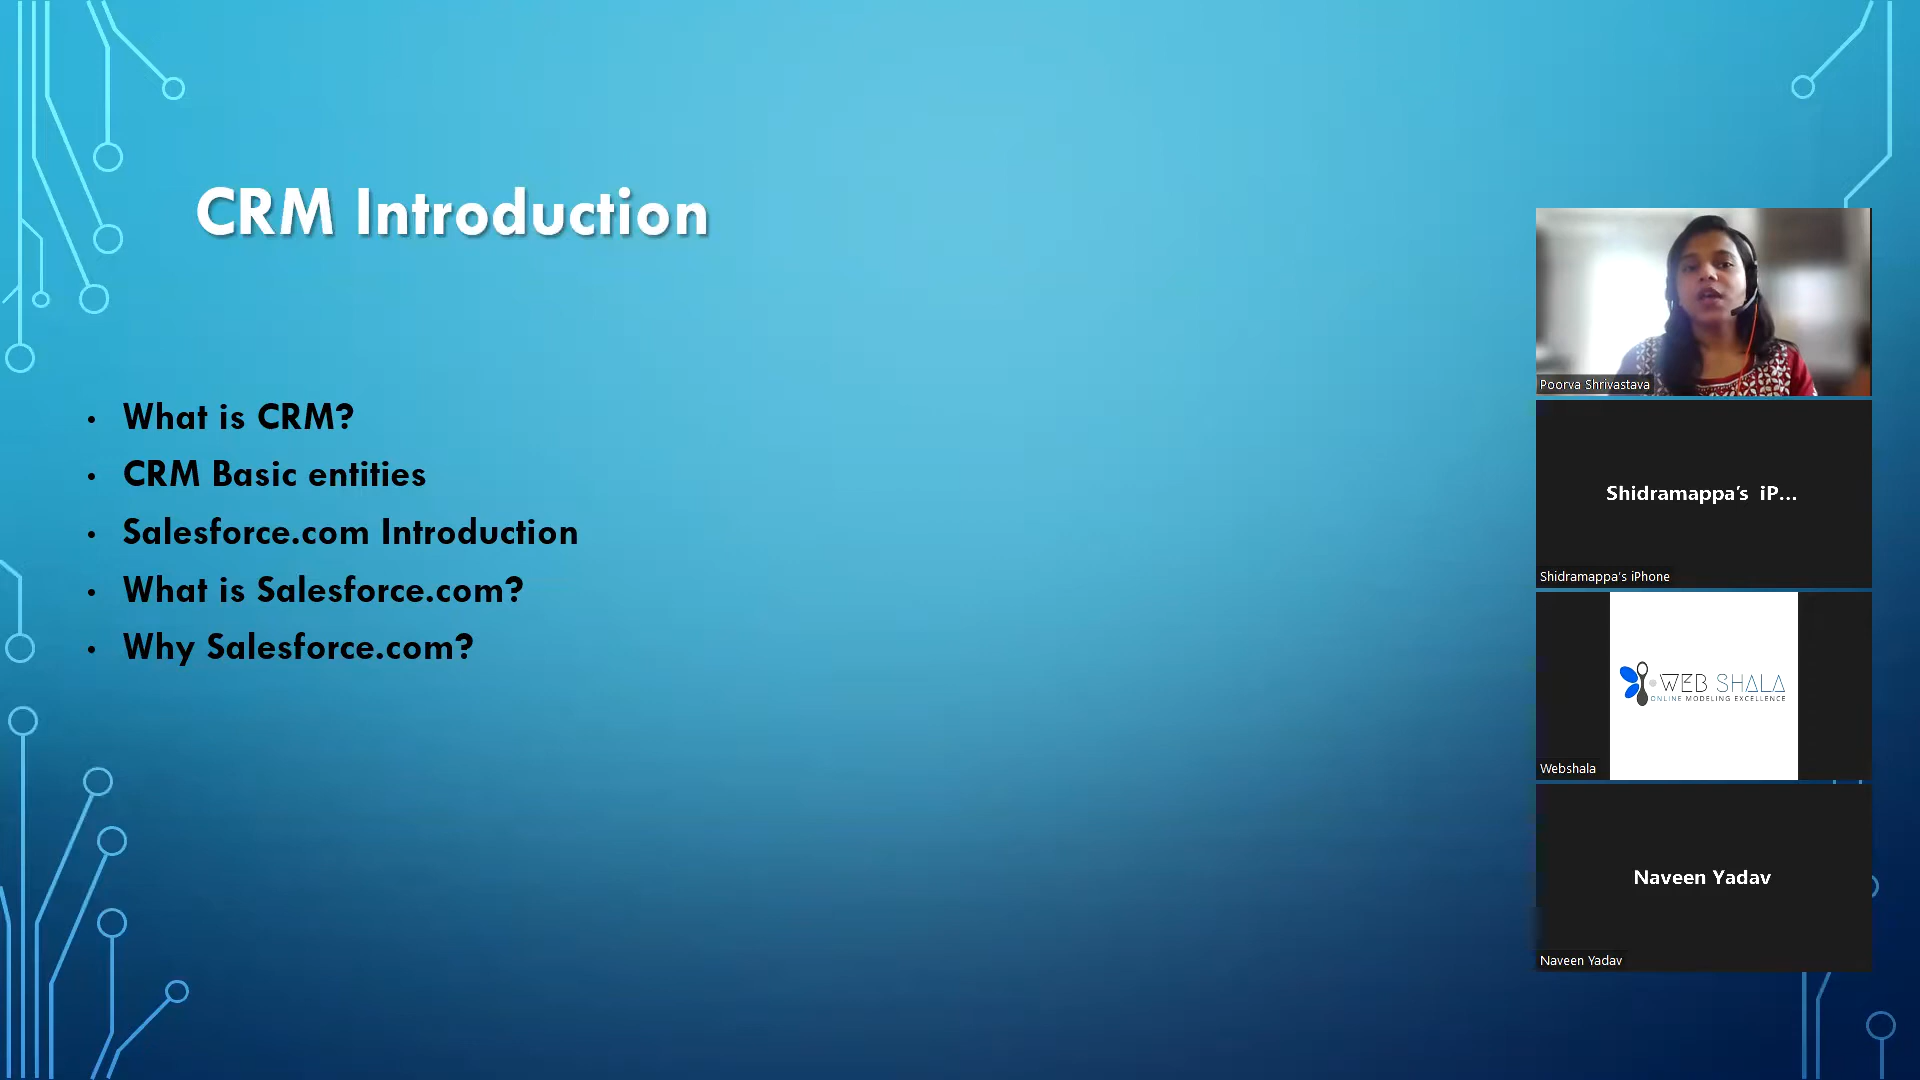 CRM Introduction
• What is CRM?
• CRM Basic entities
• Salesforce.com Introduction
• What is Salesforce.com?
• Why Salesforce.com?
Poorva Shrivastava
Shidramappa's iP...
Shidramappa's iPhone
WEB SHALA
ONLINE MODELING EXCELLENCE
Webshala
Naveen Yadav
Naveen Yadav